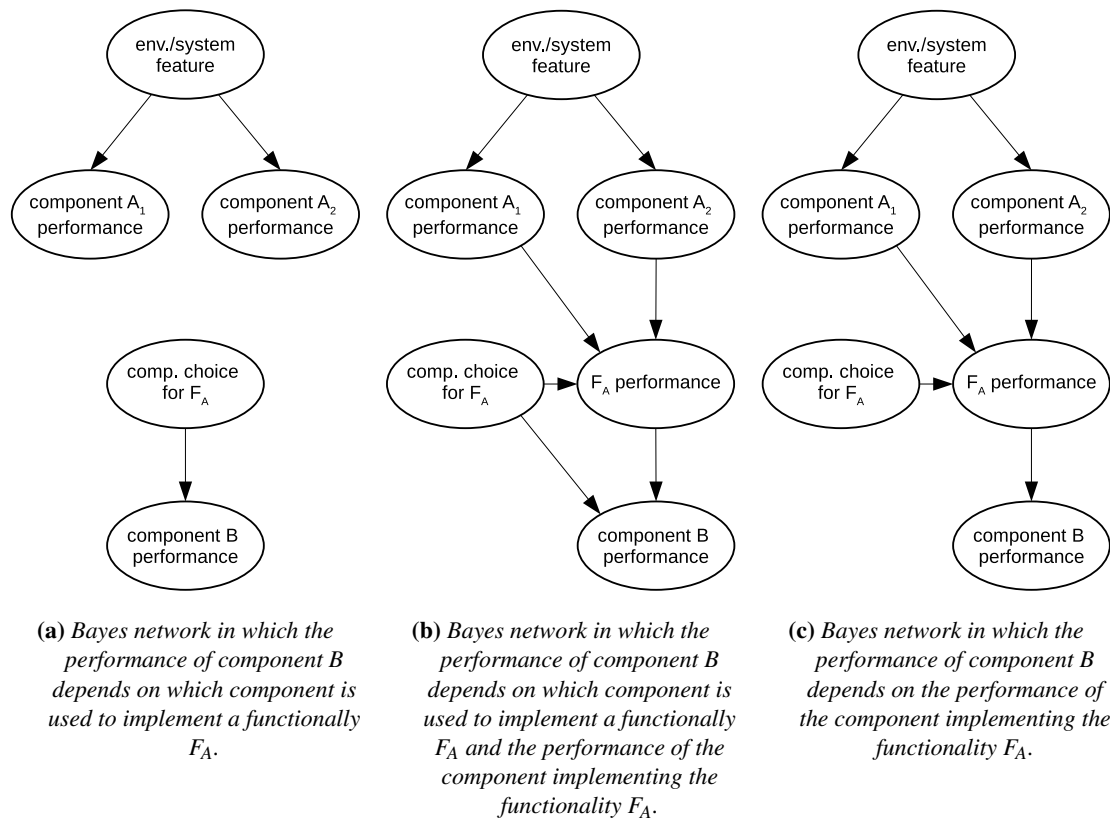 env./system
feature
component A1
performance
component A2
performance
comp. choice
for FA
component B
performance
(a) Bayes network in which the
performance of component B
depends on which component is
used to implement a functionally
FA.
env./system
feature
component A1
performance
component A2
performance
comp. choice
for FA
FA performance
component B
performance
(b) Bayes network in which the
performance of component B
depends on which component is
used to implement a functionally
FA and the performance of the
component implementing the
functionality FA.
env./system
feature
component A1
performance
component A2
performance
comp. choice
for FA
FA performance
component B
performance
(c) Bayes network in which the
performance of component B
depends on the performance of
the component implementing the
functionality FA.